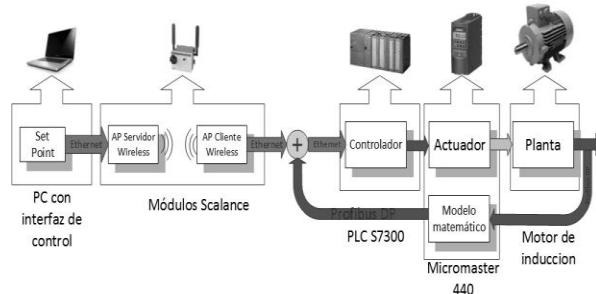 Set
Point
Ethernet
AP Servidor
Wireless
AP Cliente
Wireless
Ethernet
+
Ethernet
Controlador
Actuador
Planta
PC con
interfaz de
control
Módulos Scalance
Profibus DP
PLC S7300
Modelo
matemático
Micromaster
440
Motor de
induccion